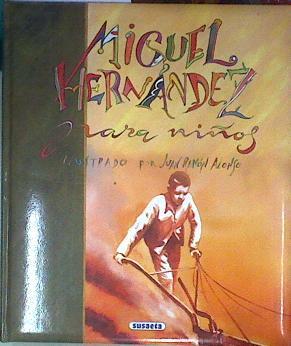 MIGUEL
HERNÁNDEZ
para niños
ILUSTRADO POR JUAN RAMÓN ALONSO
susaeta